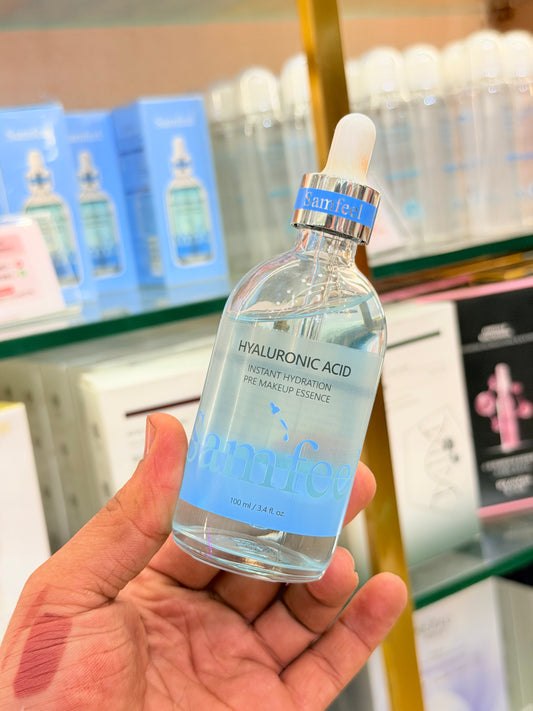 Samfeel
HYALURONIC ACID
INSTANT HYDRATION
PRE MAKEUP ESSENCE
Samfeel
100 ml / 3.4 fl. oz.